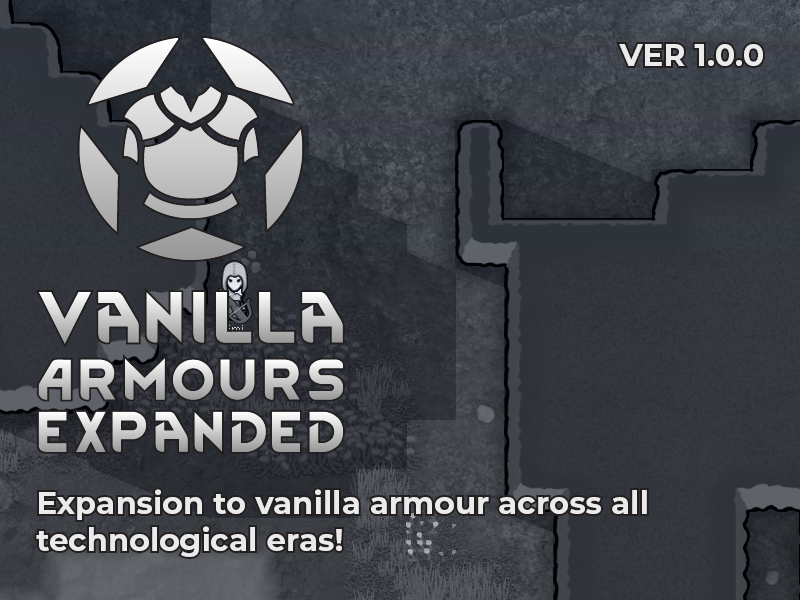 VER 1.0.0
VANILLA
ARMOURS
EXPANDED
Expansion to vanilla armour across all
technological eras!